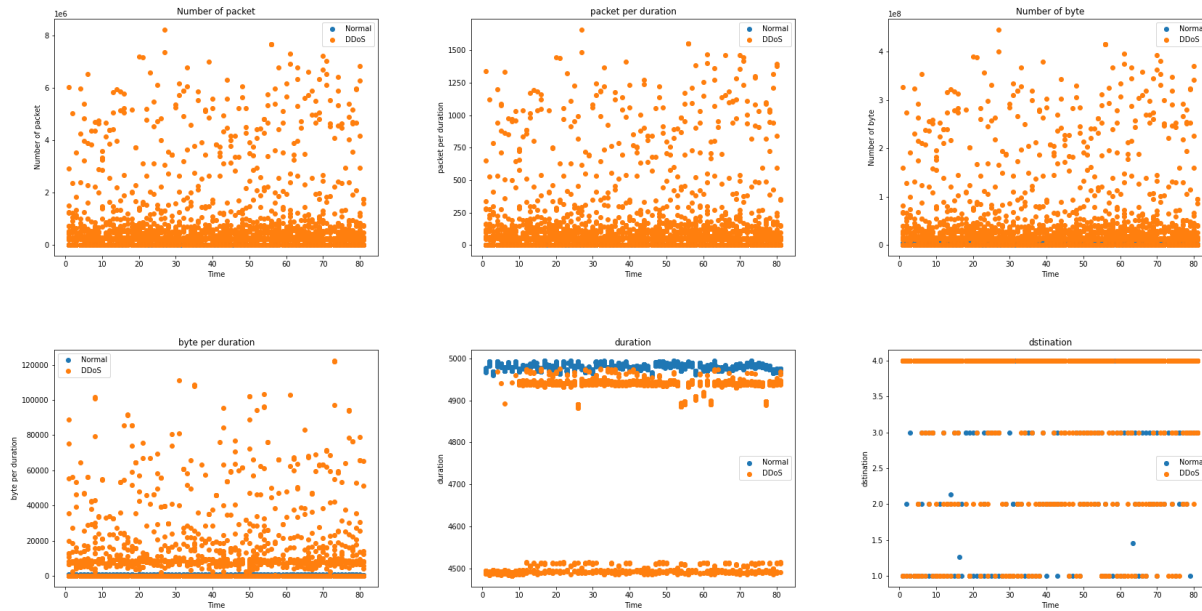 Number of packet
1e6
Number of packet
8
6
4
2
0
Normal
DDoS
0 10 20 30 40 50 60 70 80
Time
packet per duration
packet per duration
1500
1250
1000
750
500
250
0
Normal
DDoS
0 10 20 30 40 50 60 70 80
Time
Number of byte
1e8
Number of byte
4
3
2
1
0
Normal
DDoS
0 10 20 30 40 50 60 70 80
Time
byte per duration
byte per duration
120000
100000
80000
60000
40000
20000
0
Normal
DDoS
0 10 20 30 40 50 60 70 80
Time
duration
duration
5000
4900
4800
4700
4600
4500
Normal
DDoS
0 10 20 30 40 50 60 70 80
Time
dstination
dstination
4.0
3.5
3.0
2.5
2.0
1.5
1.0
Normal
DDoS
0 10 20 30 40 50 60 70 80
Time